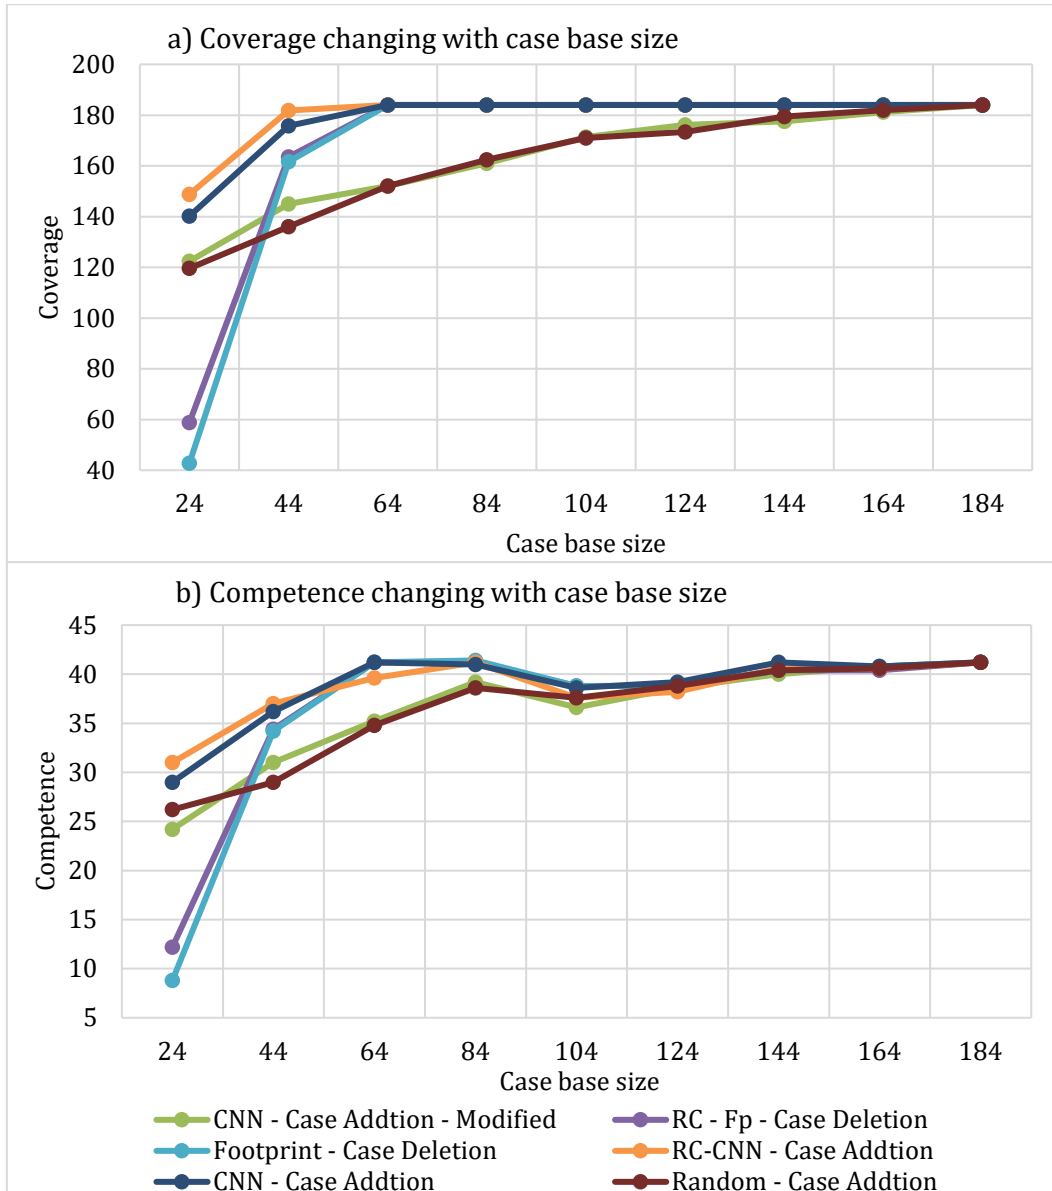 a) Coverage changing with case base size
200
180
160
140
120
100
80
60
40
Coverage
24 44 64 84 104 124 144 164 184
Case base size
b) Competence changing with case base size
45
40
35
30
25
20
15
10
5
Competence
24 44 64 84 104 124 144 164 184
Case base size
CNN - Case Addtion - Modified RC - Fp - Case Deletion
Footprint - Case Deletion RC-CNN - Case Addtion
CNN - Case Addtion Random - Case Addtion